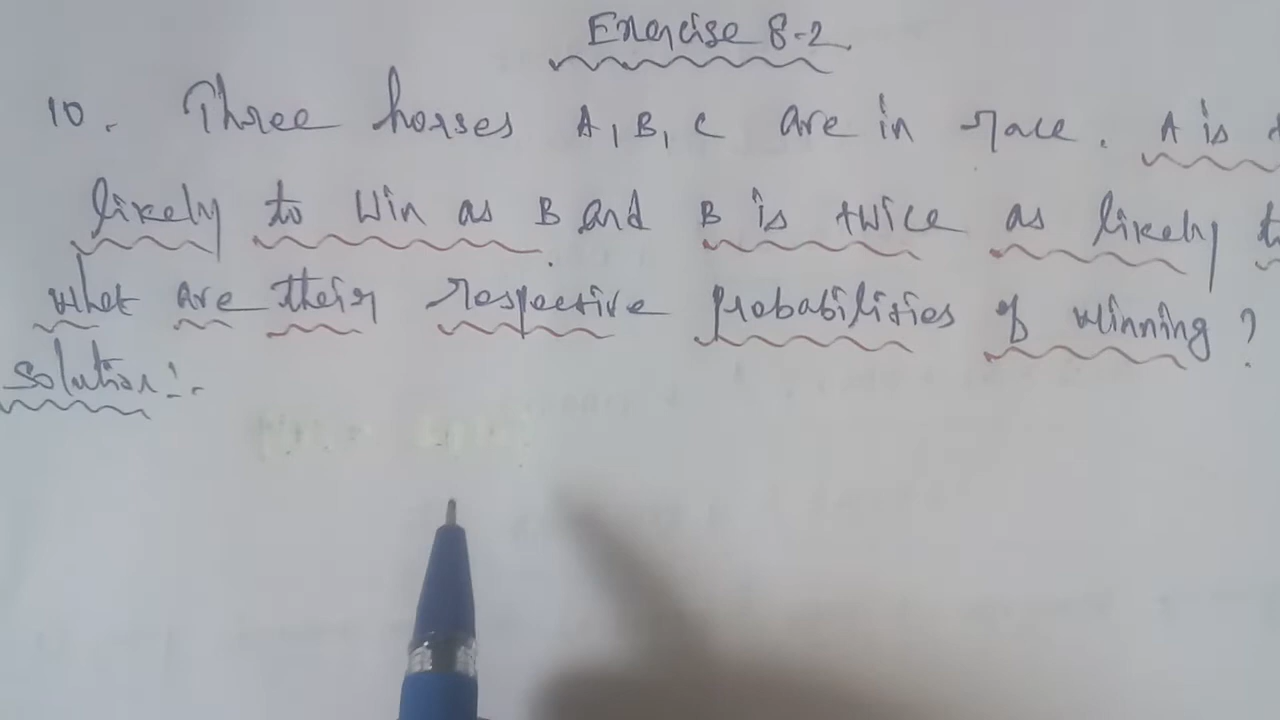 Exercise 8-2.
10. Three horses A, B, C are in race. A is
likely to win as B and B is twice as likely
what are their respective probabilities of winning?
solution:-